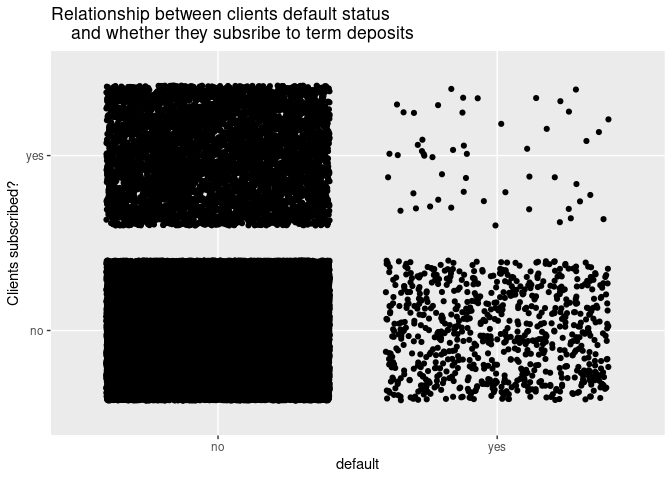 Relationship between clients default status
and whether they subsribe to term deposits
Clients subscribed?
yes
no
no
yes
default